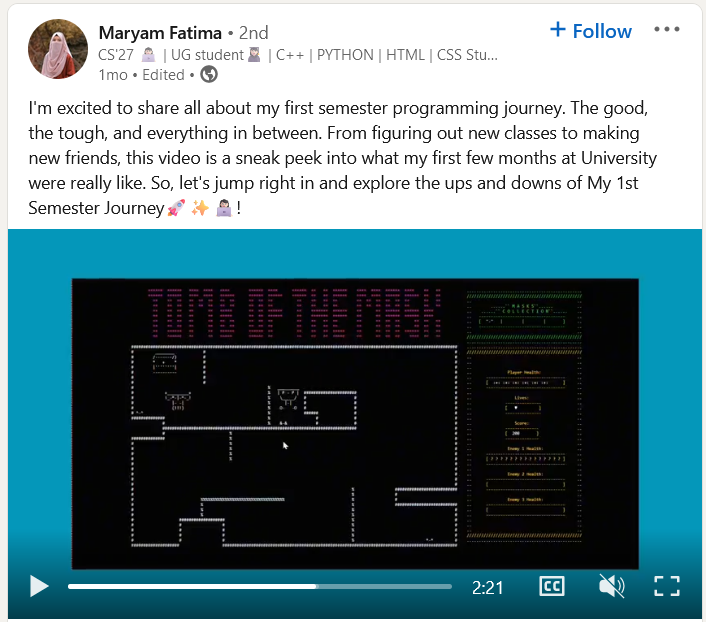 Maryam Fatima • 2nd
+ Follow
CS'27 | UG student | C++ | PYTHON | HTML | CSS Stu...
1mo • Edited •
I'm excited to share all about my first semester programming journey. The good,
the tough, and everything in between. From figuring out new classes to making
new friends, this video is a sneak peek into what my first few months at University
were really like. So, let's jump right in and explore the ups and downs of My 1st
Semester Journey🚀 ✨ 👩🏻‍💻 !
MASKS
COLLECTION
Player Health:
Lives:
Score:
200
Enemy 1 Health:
Enemy 2 Health:
Enemy 3 Health:
2:21
CC